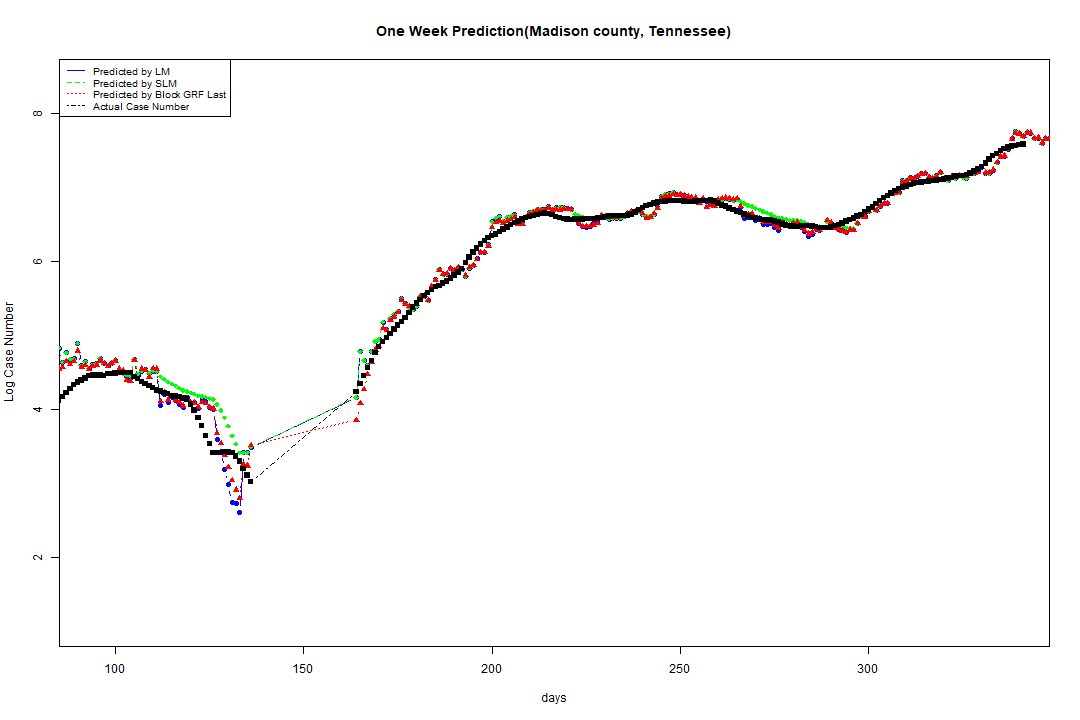 One Week Prediction(Madison county, Tennessee)
Predicted by LM
Predicted by SLM
Predicted by Block GRF Last
Actual Case Number
8
6
4
2
Log Case Number
100
150
200
250
300
days